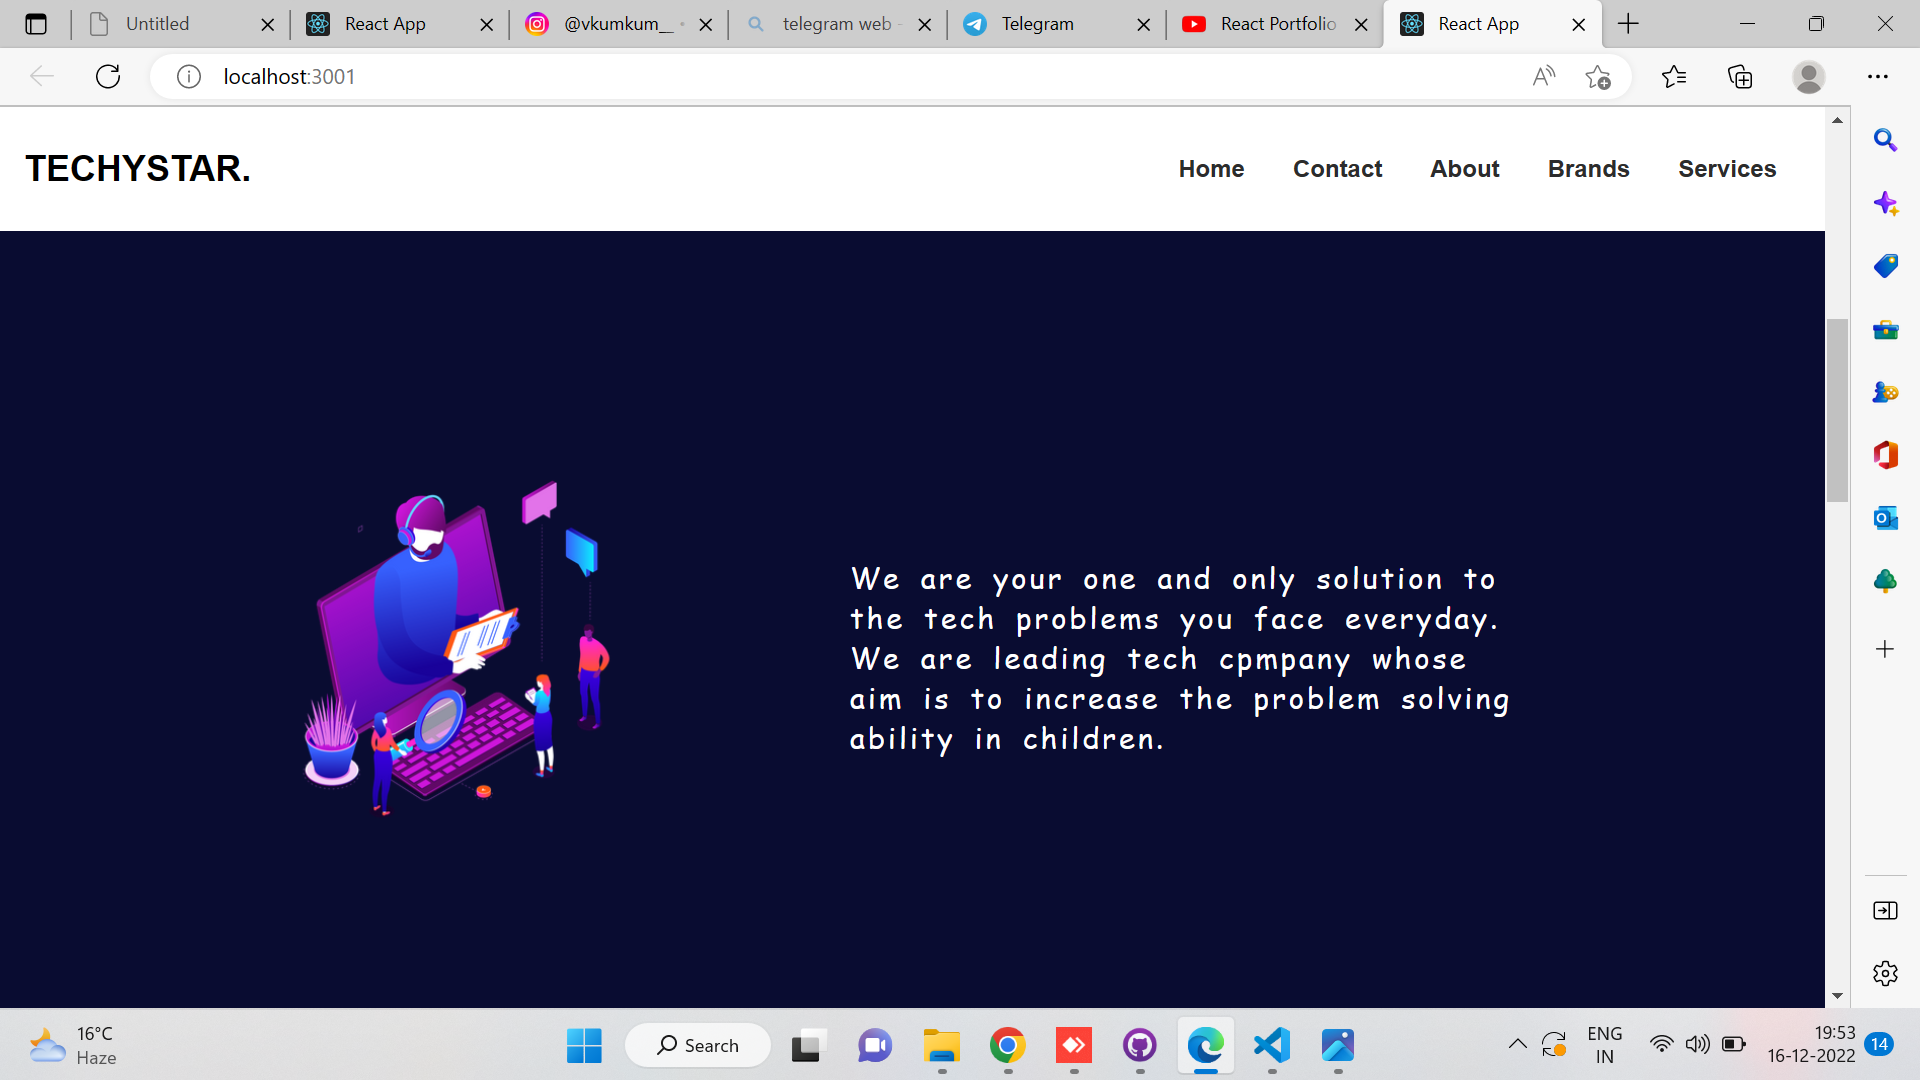 Untitled
React App
@vkumkum__
telegram web -
Telegram
React Portfolio
React App
localhost:3001
TECHYSTAR.
Home Contact About Brands Services
We are your one and only solution to
the tech problems you face everyday.
We are leading tech cpmpany whose
aim is to increase the problem solving
ability in children.
16°C
Haze
Search
ENG
IN
19:53
16-12-2022
14